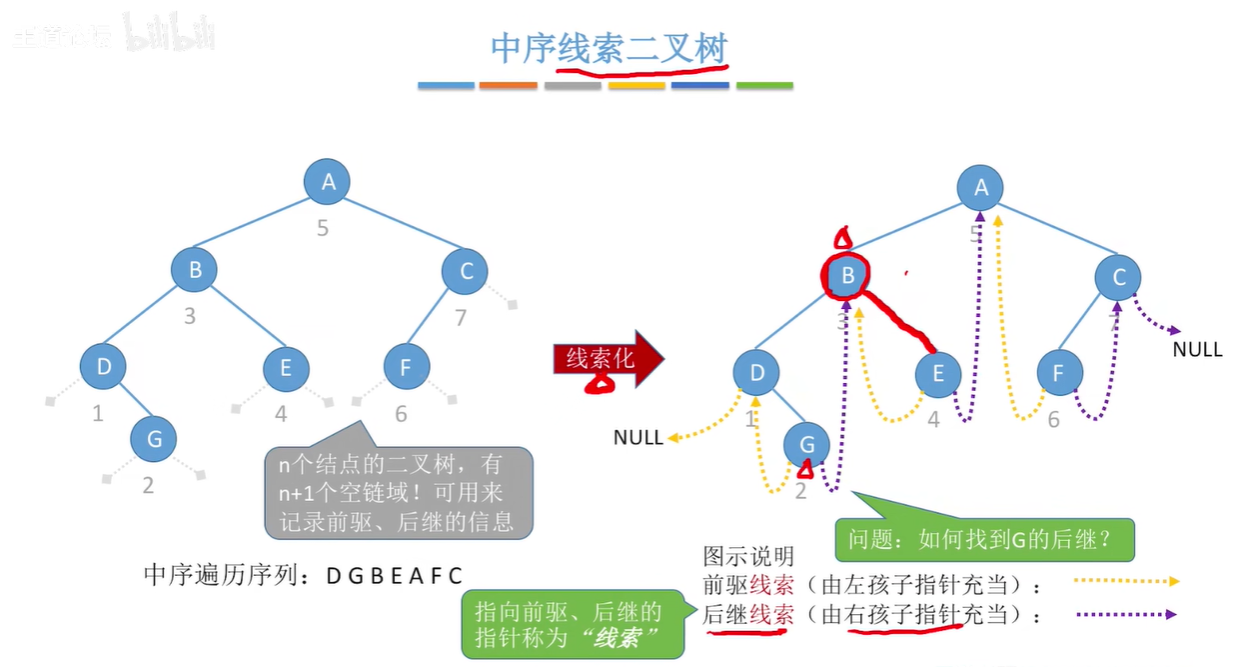 王道论坛 bilibili
中序线索二叉树
A
5
B
C
3
7
D
E
F
1
4
6
G
2
n个结点的二叉树，有
n+1个空链域！可用来
记录前驱、后继的信息
中序遍历序列：D G B E A F C
线索化
A
5
B
C
3
7
NULL
D
E
F
1
4
6
NULL
G
2
问题：如何找到G的后继？
图示说明
前驱线索（由左孩子指针充当）：
后继线索（由右孩子指针充当）：
指向前驱、后继的
指针称为“线索”